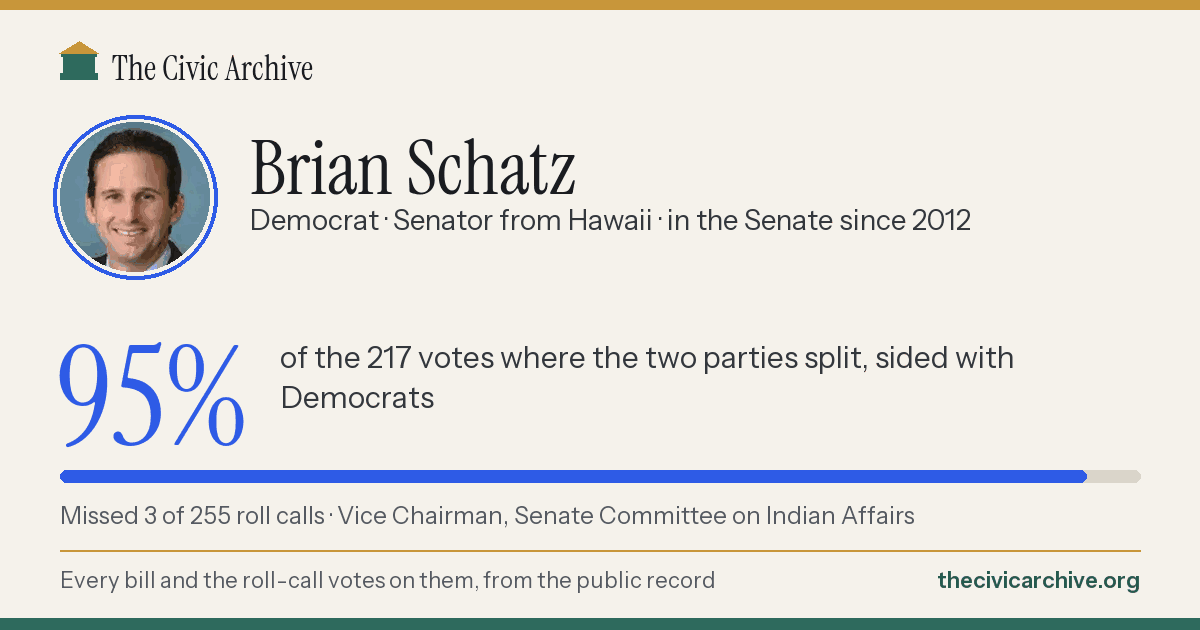 The Civic Archive
Brian Schatz
Democrat · Senator from Hawaii · in the Senate since 2012
95%
of the 217 votes where the two parties split, sided with
Democrats
Missed 3 of 255 roll calls · Vice Chairman, Senate Committee on Indian Affairs
Every bill and the roll-call votes on them, from the public record
thecivicarchive.org